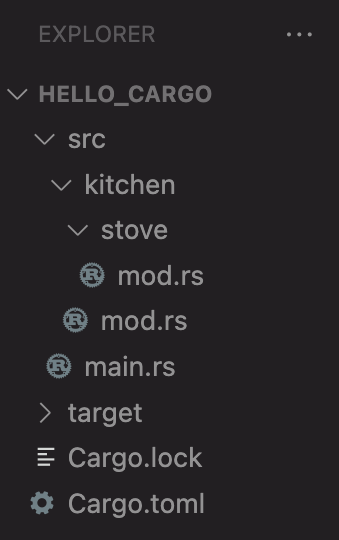 EXPLORER
HELLO_CARGO
src
kitchen
stove
mod.rs
mod.rs
main.rs
target
Cargo.lock
Cargo.toml